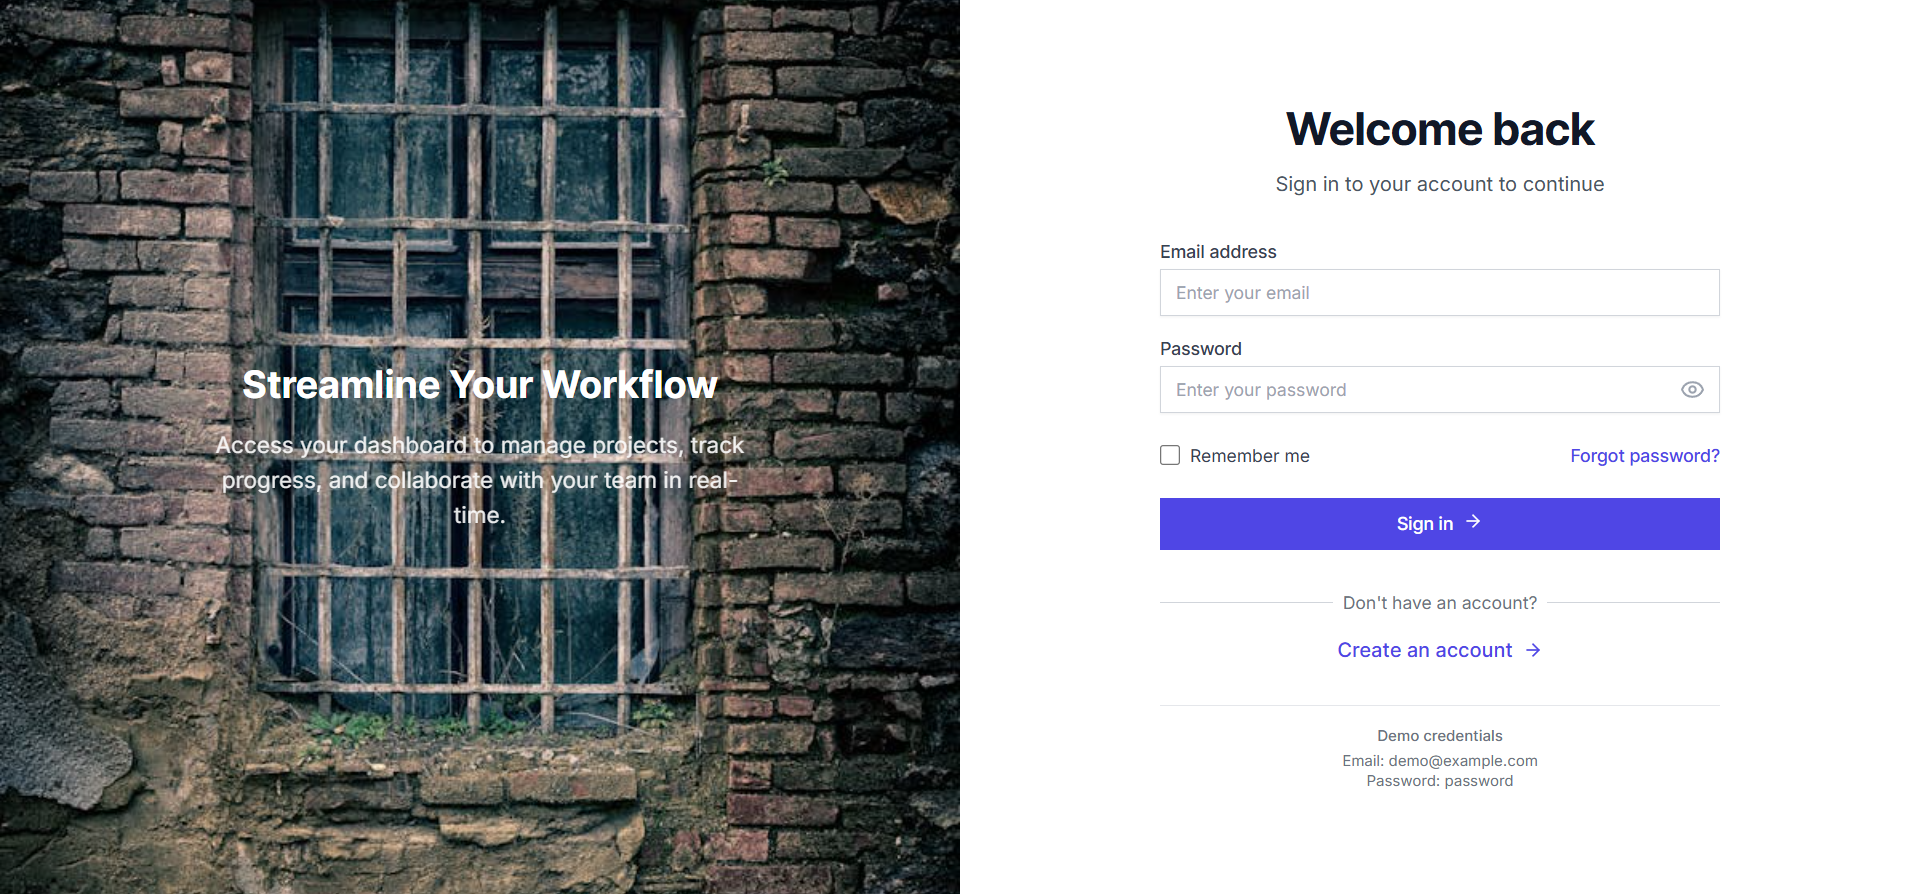 Streamline Your Workflow
Access your dashboard to manage projects, track
progress, and collaborate with your team in real-
time.
Welcome back
Sign in to your account to continue
Email address
Enter your email
Password
Enter your password
Remember me
Forgot password?
Sign in
Don't have an account?
Create an account
Demo credentials
Email: demo@example.com
Password: password